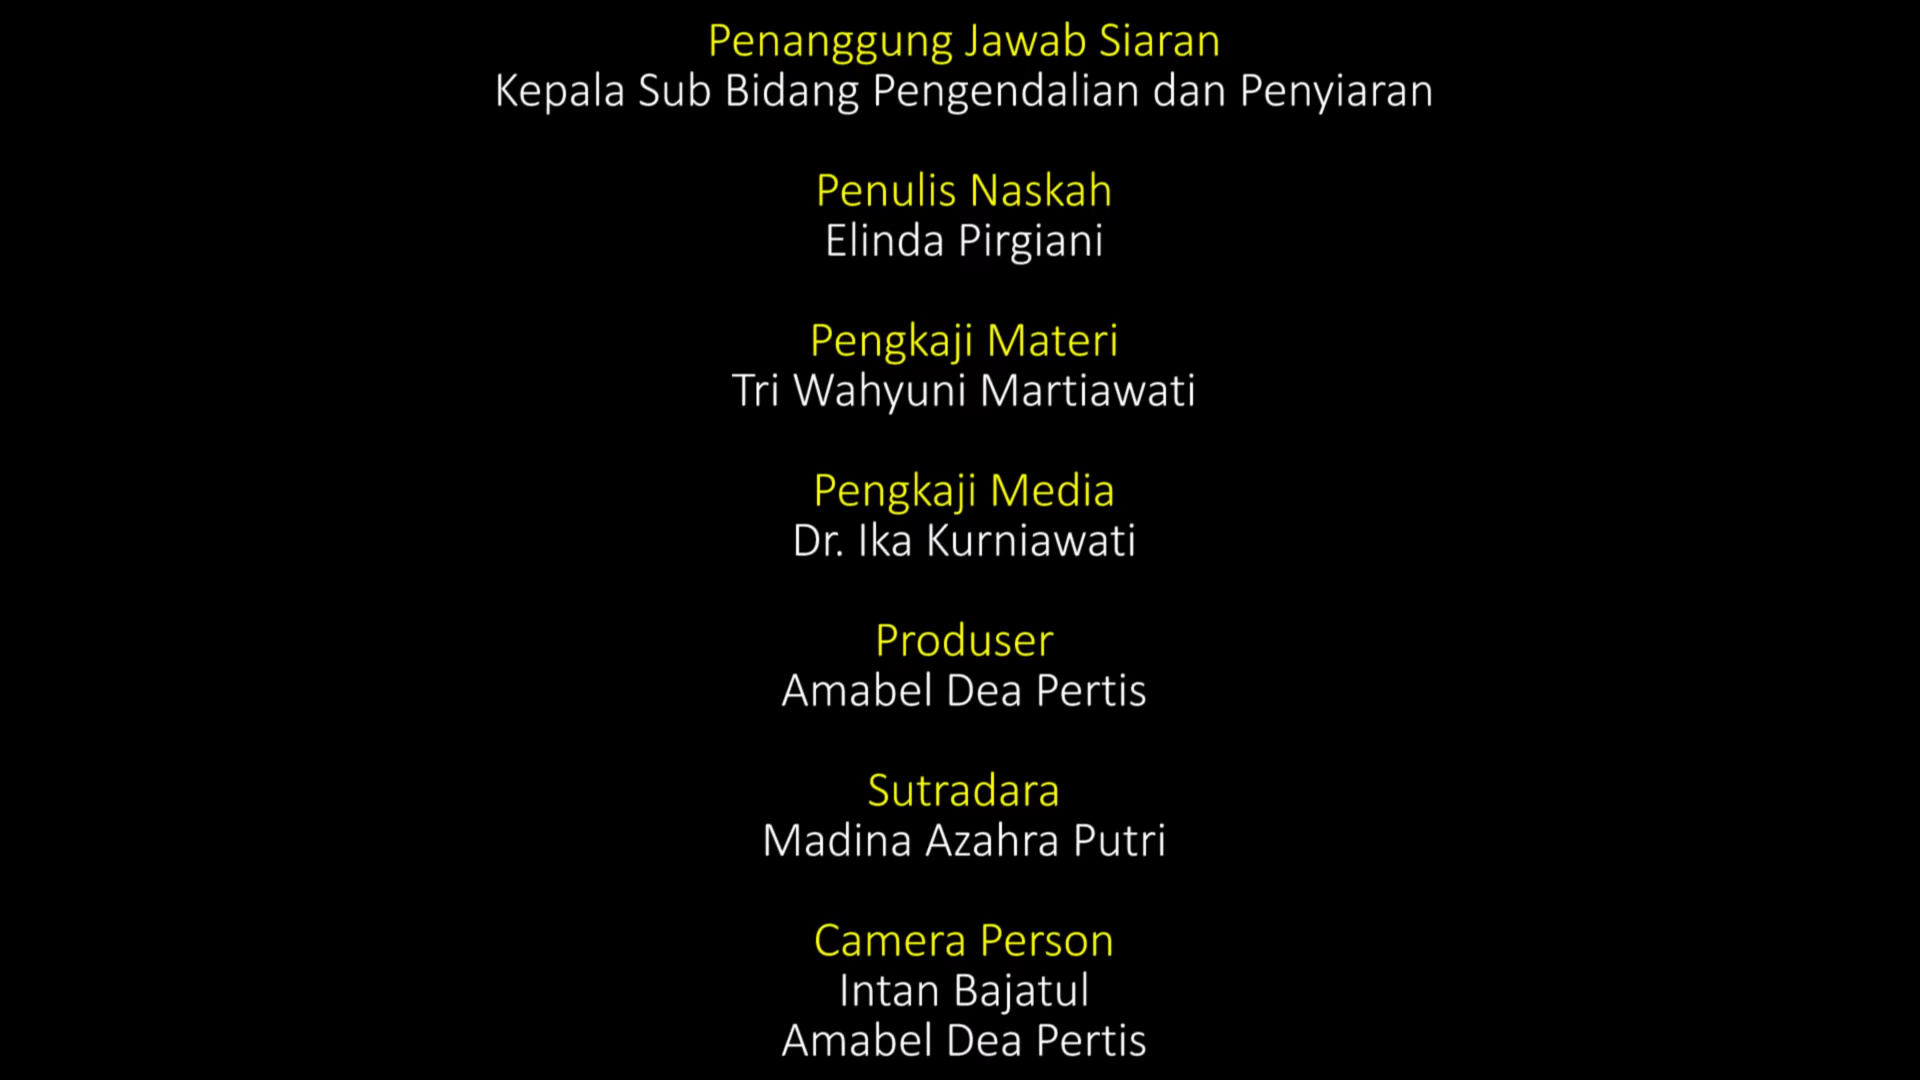 Penanggung Jawab Siaran
Kepala Sub Bidang Pengendalian dan Penyiaran
Penulis Naskah
Elinda Pirgiani
Pengkaji Materi
Tri Wahyuni Martiawati
Pengkaji Media
Dr. Ika Kurniawati
Produser
Amabel Dea Pertis
Sutradara
Madina Azahra Putri
Camera Person
Intan Bajatul
Amabel Dea Pertis